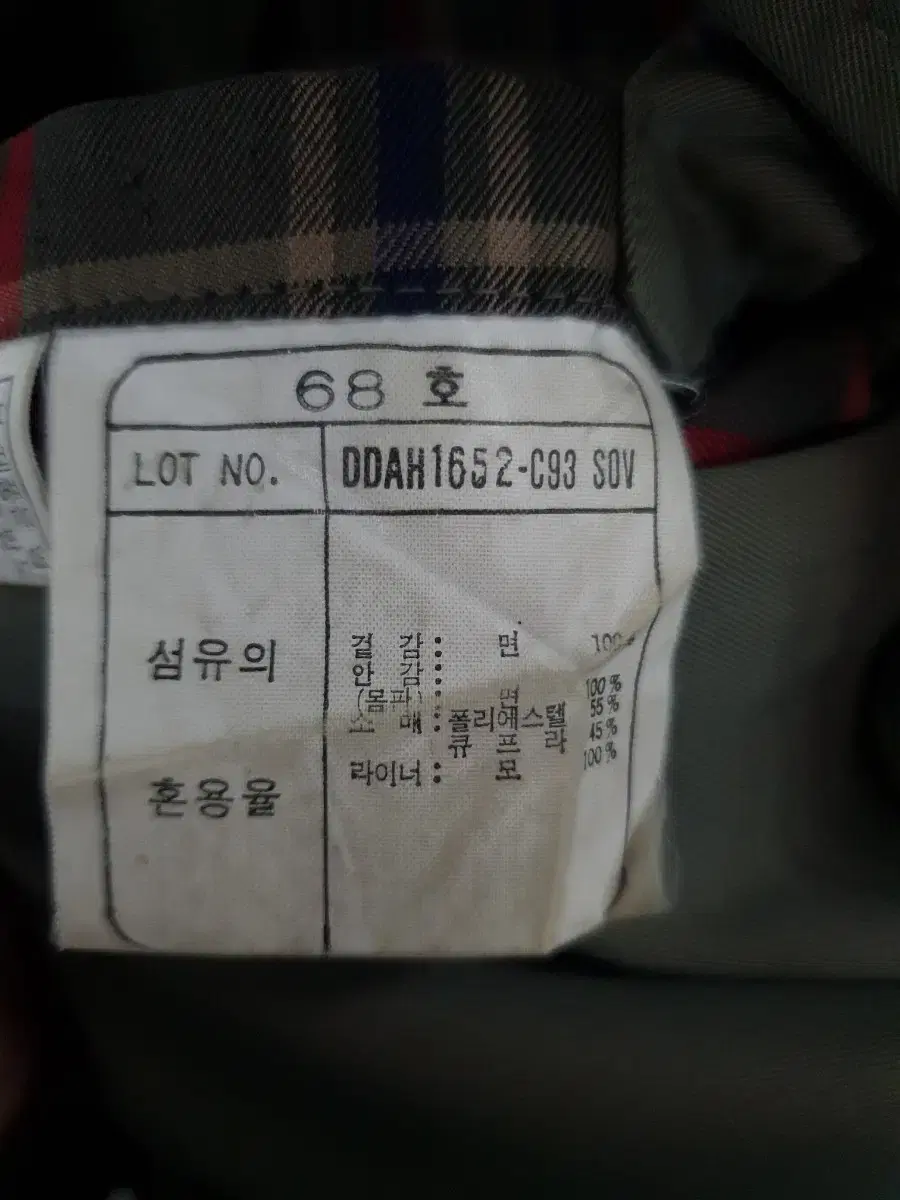 68 호
LOT NO. DDAH1652-C93 SOV
섬유의
혼용율
겉 감: 면 100%
안 감:
(몸판) 면 100%
소 매: 폴리에스텔 55%
큐 프 라 45%
라이너: 모 100%